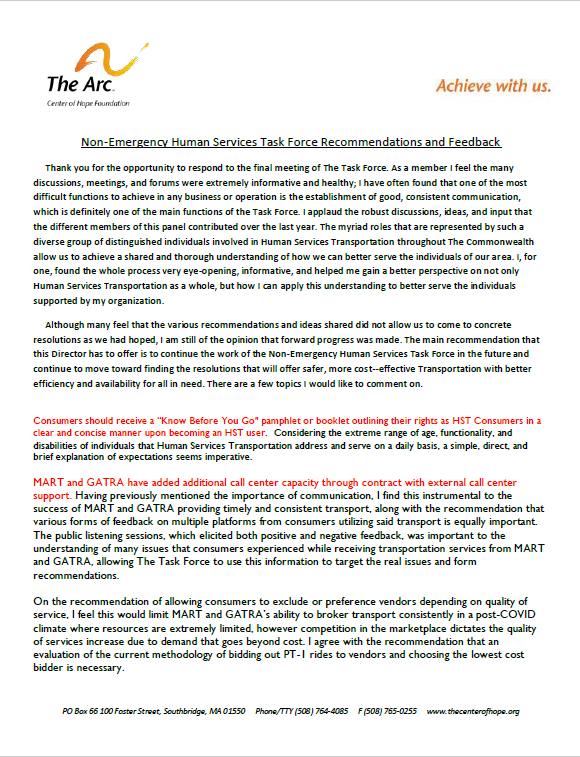 The Arc.
Center of Hope Foundation
Achieve with us.
Non-Emergency Human Services Task Force Recommendations and Feedback
Thank you for the opportunity to respond to the final meeting of The Task Force. As a member I feel the many
discussions, meetings, and forums were extremely informative and healthy; I have often found that one of the most
difficult functions to achieve in any business or operation is the establishment of good, consistent communication,
which is definitely one of the main functions of the Task Force. I applaud the robust discussions, ideas, and input that
the different members of this panel contributed over the last year. The myriad roles that are represented by such a
diverse group of distinguished individuals involved in Human Services Transportation throughout The Commonwealth
allow us to achieve a shared and thorough understanding of how we can better serve the individuals of our area. I, for
one, found the whole process very eye-opening, informative, and helped me gain a better perspective on not only
Human Services Transportation as a whole, but how I can apply this understanding to better serve the individuals
supported by my organization.
Although many feel that the various recommendations and ideas shared did not allow us to come to concrete
resolutions as we had hoped, I am still of the opinion that forward progress was made. The main recommendation that
this Director has to offer is to continue the work of the Non-Emergency Human Services Task Force in the future and
continue to move toward finding the resolutions that will offer safer, more cost--effective Transportation with better
efficiency and availability for all in need. There are a few topics I would like to comment on.
Consumers should receive a "Know Before You Go" pamphlet or booklet outlining their rights as HST Consumers in a
clear and concise manner upon becoming an HST user. Considering the extreme range of age, functionality, and
disabilities of individuals that Human Services Transportation address and serve on a daily basis, a simple, direct, and
brief explanation of expectations seems imperative.
MART and GATRA have added additional call center capacity through contract with external call center
support. Having previously mentioned the importance of communication, I find this instrumental to the
success of MART and GATRA providing timely and consistent transport, along with the recommendation that
various forms of feedback on multiple platforms from consumers utilizing said transport is equally important.
The public listening sessions, which elicited both positive and negative feedback, was important to the
understanding of many issues that consumers experienced while receiving transportation services from MART
and GATRA, allowing The Task Force to use this information to target the real issues and form
recommendations.
On the recommendation of allowing consumers to exclude or preference vendors depending on quality of
service, I feel this would limit MART and GATRA's ability to broker transport consistently in a post-COVID
climate where resources are extremely limited, however competition in the marketplace dictates the quality
of services increase due to demand that goes beyond cost. I agree with the recommendation that an
evaluation of the current methodology of bidding out PT-1 rides to vendors and choosing the lowest cost
bidder is necessary.
PO Box 66 100 Foster Street, Southbridge, MA 01550 Phone/TTY (508) 764-4085 F (508) 765-0255 www.thecenterofhope.org